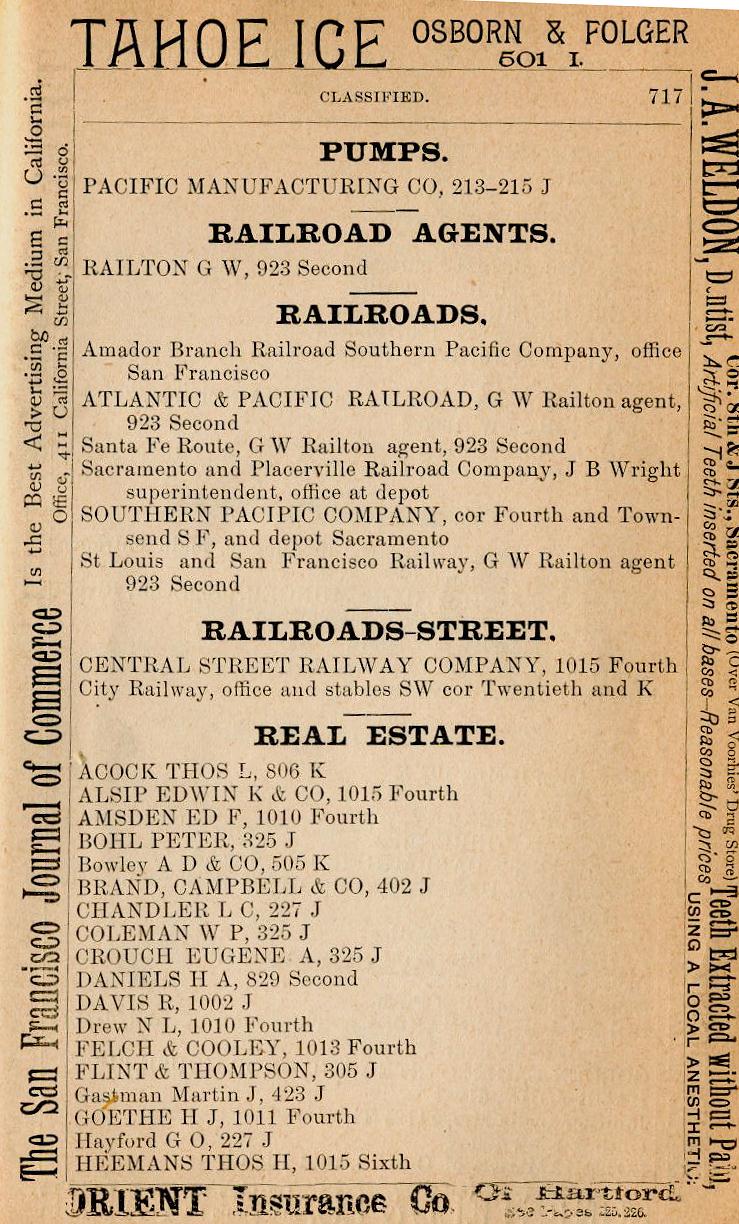 TAHOE ICE OSBORN & FOLGER
501 I.
CLASSIFIED. 717
PUMPS.
PACIFIC MANUFACTURING CO, 213–215 J
RAILROAD AGENTS.
RAILTON G W, 923 Second
RAILROADS.
Amador Branch Railroad Southern Pacific Company, office
San Francisco
ATLANTIC & PACIFIC RAILROAD, G W Railton agent,
923 Second
Santa Fe Route, G W Railton agent, 923 Second
Sacramento and Placerville Railroad Company, J B Wright
superintendent, office at depot
SOUTHERN PACIPIC COMPANY, cor Fourth and Town-
send S F, and depot Sacramento
St Louis and San Francisco Railway, G W Railton agent
923 Second
RAILROADS-STREET.
CENTRAL STREET RAILWAY COMPANY, 1015 Fourth
City Railway, office and stables SW cor Twentieth and K
REAL ESTATE.
ACOCK THOS L, 806 K
ALSIP EDWIN K & CO, 1015 Fourth
AMSDEN ED F, 1010 Fourth
BOHL PETER, 325 J
Bowley A D & CO, 505 K
BRAND, CAMPBELL & CO, 402 J
CHANDLER L C, 227 J
COLEMAN W P, 325 J
CROUCH EUGENE A, 325 J
DANIELS H A, 829 Second
DAVIS R, 1002 J
Drew N L, 1010 Fourth
FELCH & COOLEY, 1013 Fourth
FLINT & THOMPSON, 305 J
Gastman Martin J, 423 J
GOETHE H J, 1011 Fourth
Hayford G O, 227 J
HEEMANS THOS H, 1015 Sixth
ORIENT Insurance Co. Of Hartford.
See Pages 225, 226.
The San Francisco Journal of Commerce Is the Best Advertising Medium in California.
Office, 411 California Street, San Francisco.
J. A. WELDON, Dentist, Cor. 8th & J Sts., Sacramento (Over Van Voorhies' Drug Store) Teeth Extracted without Pain,
Artificial Teeth inserted on all bases—Reasonable prices USING A LOCAL ANESTHETIC.